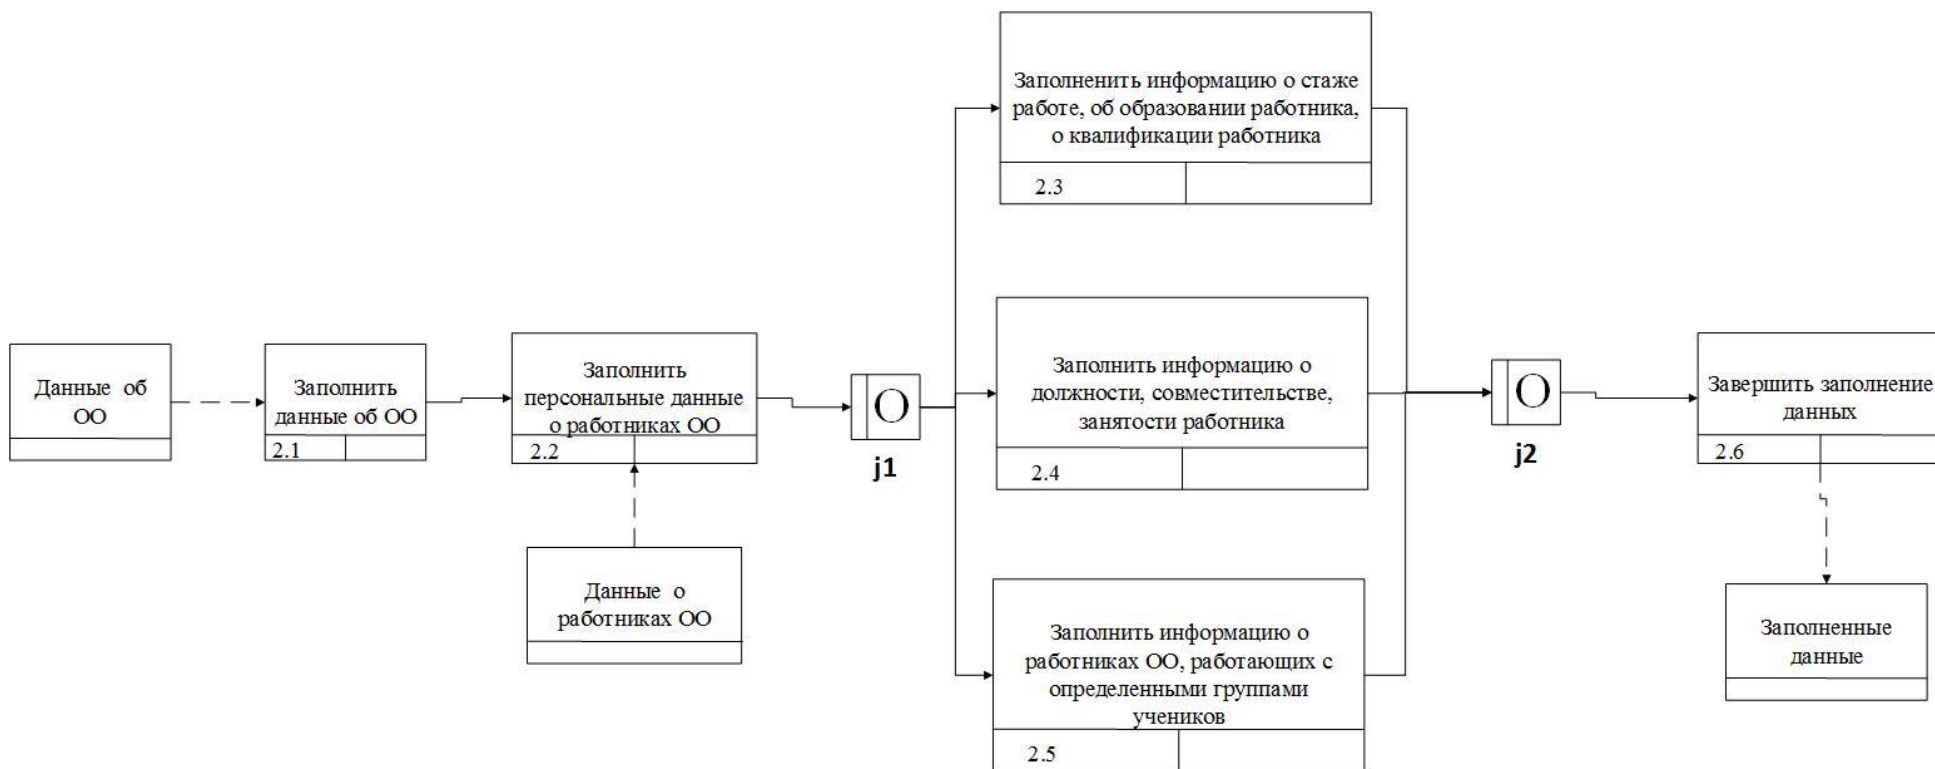 Данные об
ОО
Заполнить
данные об ОО
2.1
Заполнить
персональные данные
о работниках ОО
2.2
Данные о
работниках ОО
О
j1
Заполненить информацию о стаже
работе, об образовании работника,
о квалификации работника
2.3
Заполнить информацию о
должности, совместительстве,
занятости работника
2.4
Заполнить информацию о
работниках ОО, работающих с
определенными группами
учеников
2.5
О
j2
Завершить заполнение
данных
2.6
Заполненные
данные